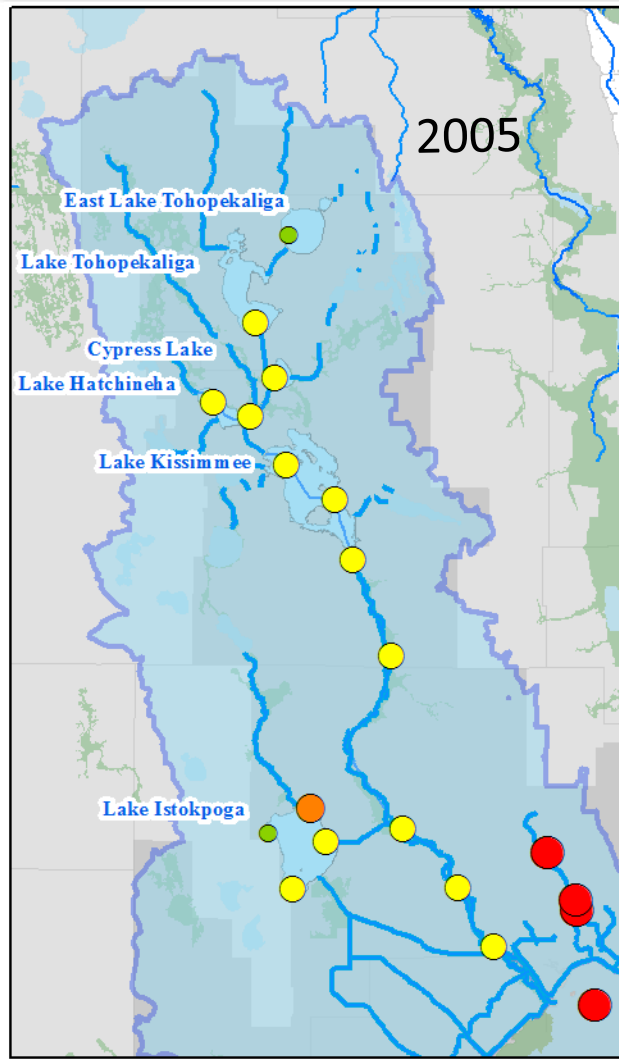 2005
East Lake Tohopekaliga
Lake Tohopekaliga
Cypress Lake
Lake Hatchineha
Lake Kissimmee
Lake Istokpoga